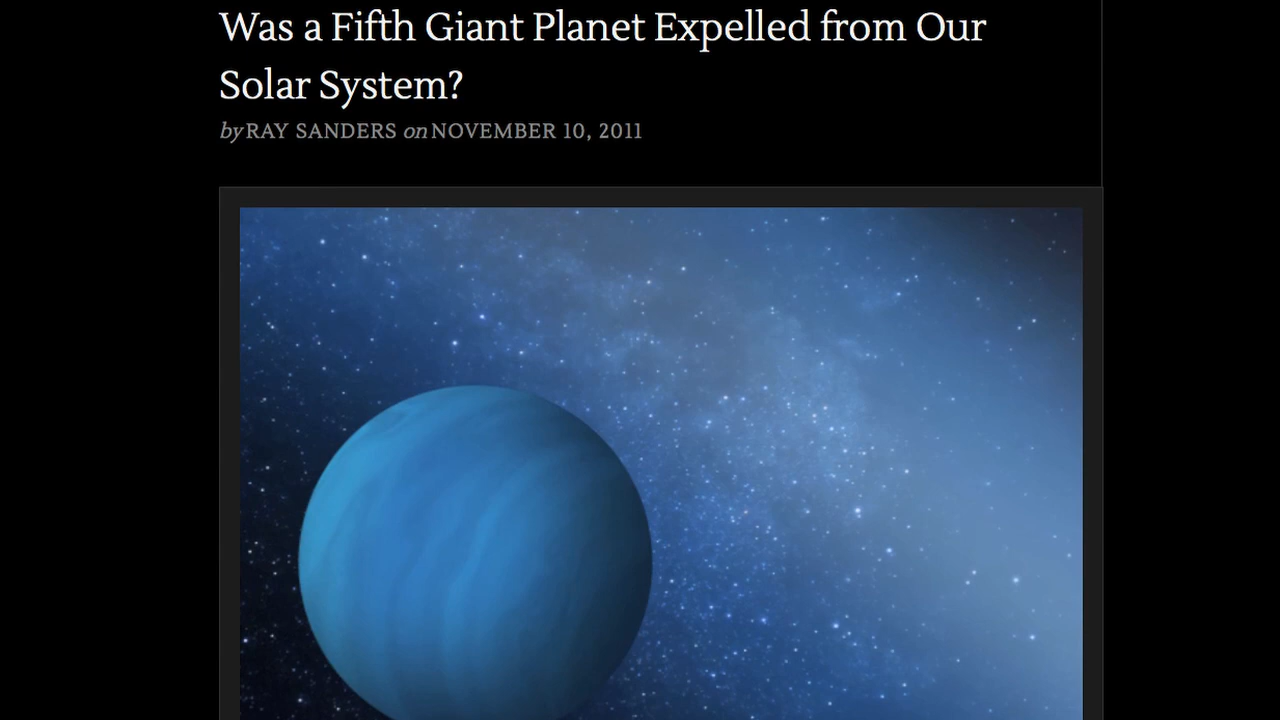 Was a Fifth Giant Planet Expelled from Our
Solar System?
by RAY SANDERS on NOVEMBER 10, 2011